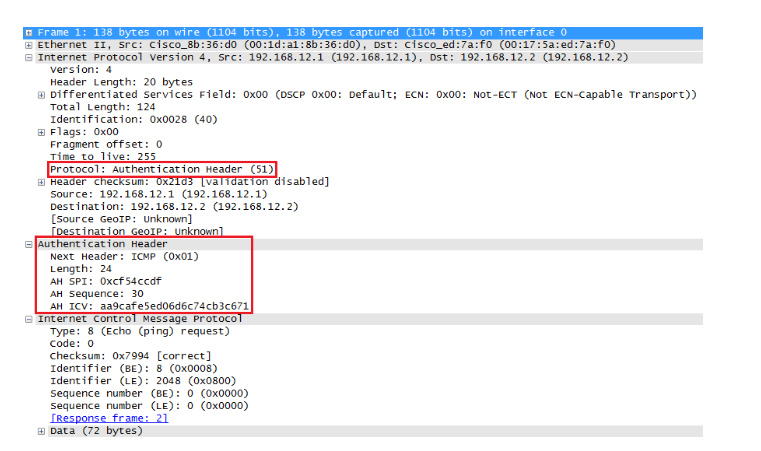 Frame 1: 138 bytes on wire (1104 bits), 138 bytes captured (1104 bits) on interface 0
Ethernet II, Src: Cisco_8b:36:d0 (00:1d:a1:8b:36:d0), Dst: Cisco_ed:7a:f0 (00:17:5a:ed:7a:f0)
Internet Protocol Version 4, Src: 192.168.12.1 (192.168.12.1), Dst: 192.168.12.2 (192.168.12.2)
Version: 4
Header Length: 20 bytes
Differentiated Services Field: 0x00 (DSCP 0x00: Default; ECN: 0x00: Not-ECT (Not ECN-Capable Transport))
Total Length: 124
Identification: 0x0028 (40)
Flags: 0x00
Fragment offset: 0
Time to live: 255
Protocol: Authentication Header (51)
Header checksum: 0x21d3 [validation disabled]
Source: 192.168.12.1 (192.168.12.1)
Destination: 192.168.12.2 (192.168.12.2)
[Source GeoIP: Unknown]
[Destination GeoIP: Unknown]
Authentication Header
Next Header: ICMP (0x01)
Length: 24
AH SPI: 0xcf54ccdf
AH Sequence: 30
AH ICV: aa9cafe5ed06d6c74cb3c671
Internet Control Message Protocol
Type: 8 (Echo (ping) request)
Code: 0
Checksum: 0x7994 [correct]
Identifier (BE): 8 (0x0008)
Identifier (LE): 2048 (0x0800)
Sequence number (BE): 0 (0x0000)
Sequence number (LE): 0 (0x0000)
[Response frame: 2]
Data (72 bytes)